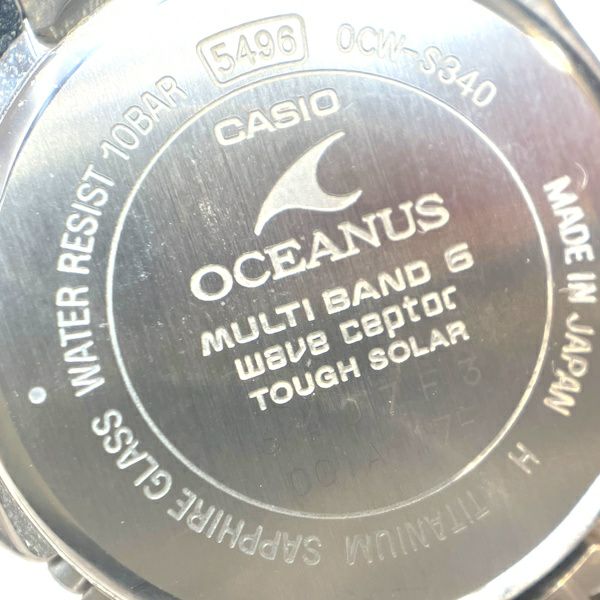 WATER RESIST 10BAR 5496 OCW-S340
MADE IN JAPAN H
TITANIUM SAPPHIRE GLASS
CASIO
OCEANUS
MULTI BAND 6
wave ceptor
TOUGH SOLAR